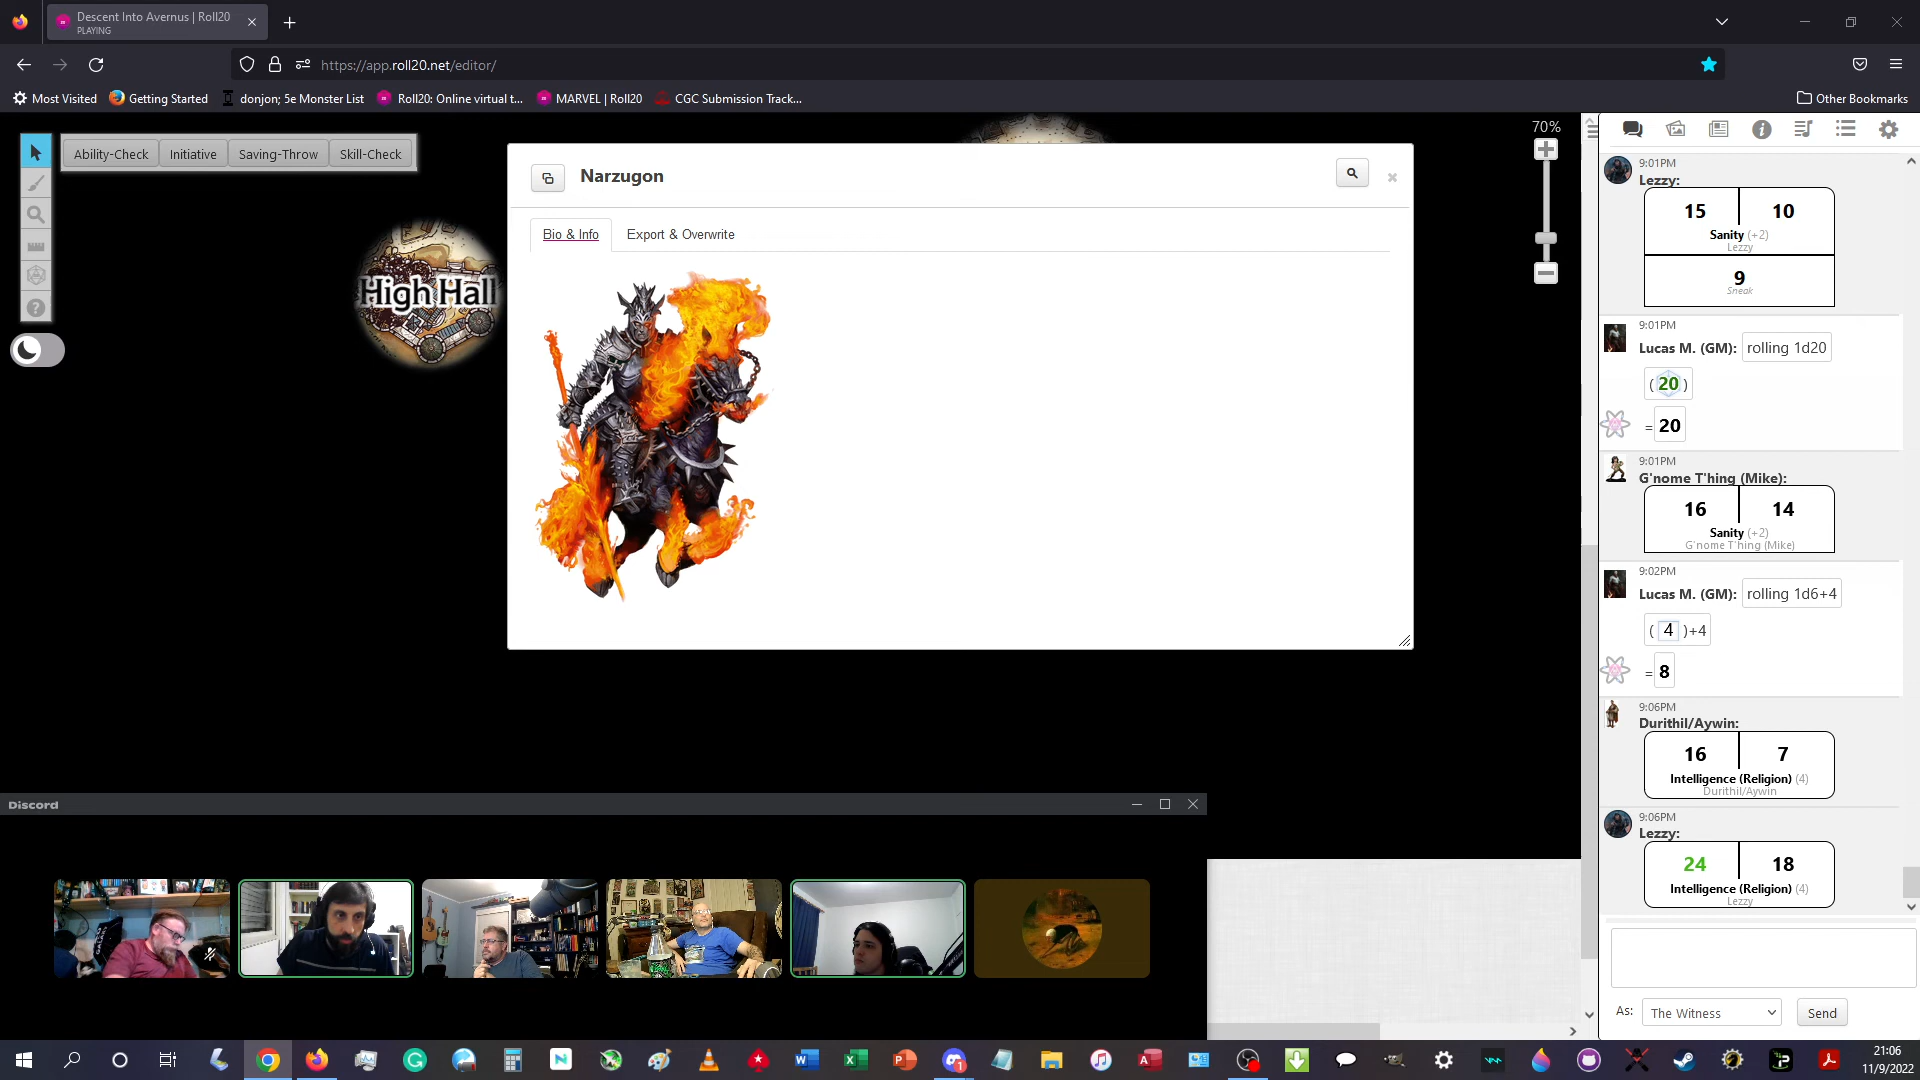 Descent Into Avernus | Roll20
PLAYING
https://app.roll20.net/editor/
Most Visited
Getting Started
donjon; 5e Monster List
Roll20: Online virtual t...
MARVEL | Roll20
CGC Submission Track...
Other Bookmarks
Ability-Check
Initiative
Saving-Throw
Skill-Check
High Hall
Narzugon
Bio & Info
Export & Overwrite
70%
9:01PM
Lezzy:
15 10
Sanity (+2)
Lezzy
9
Sneak
9:01PM
Lucas M. (GM): rolling 1d20
(20)
=20
9:01PM
G'nome T'hing (Mike):
16 14
Sanity (+2)
G'nome T'hing (Mike)
9:02PM
Lucas M. (GM): rolling 1d6+4
(4)+4
=8
9:06PM
Durithil/Aywin:
16 7
Intelligence (Religion) (4)
Durithil/Aywin
9:06PM
Lezzy:
24 18
Intelligence (Religion) (4)
Lezzy
As: The Witness
Send
Discord
21:06
11/9/2022